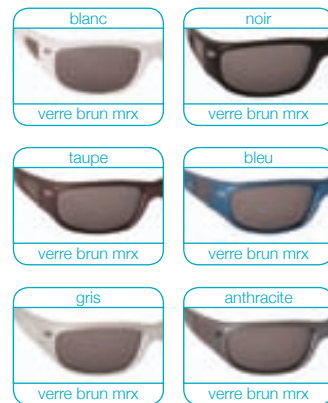 blanc
noir
verre brun mrx
verre brun mrx
taupe
bleu
verre brun mrx
verre brun mrx
gris
anthracite
verre brun mrx
verre brun mrx